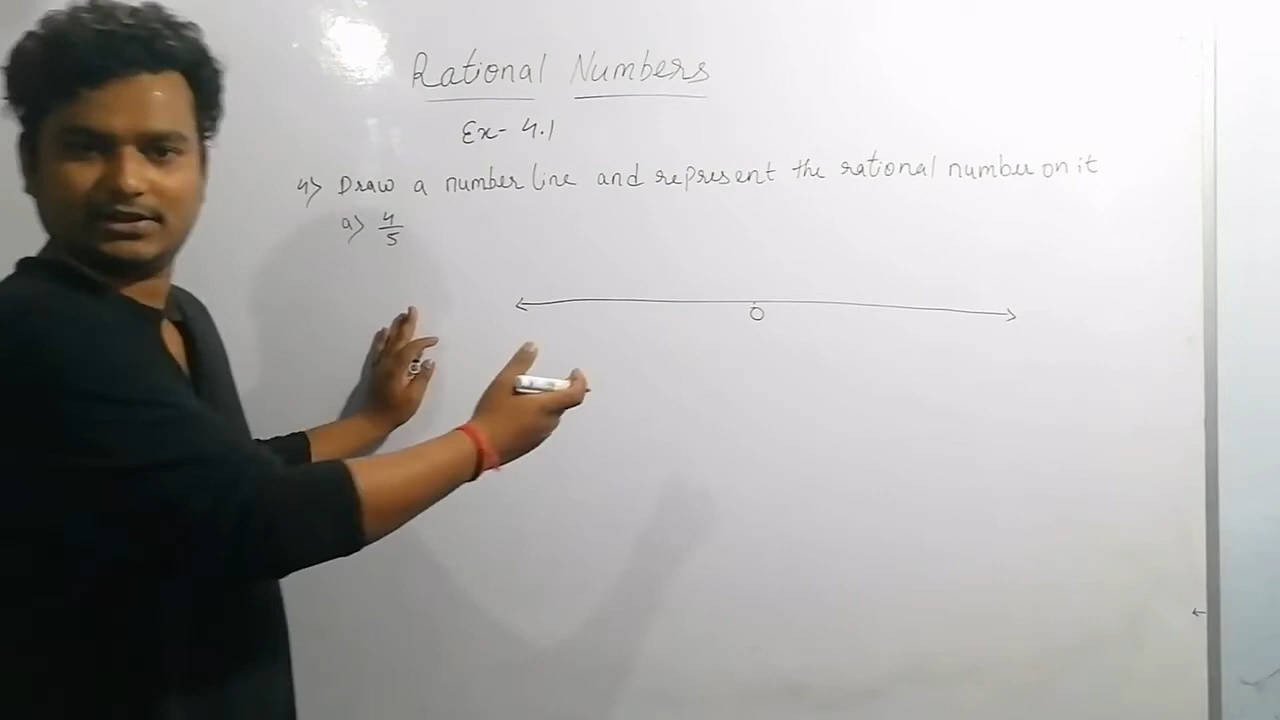 Rational Numbers
Ex- 4.1
4> Draw a number line and represent the rational number on it
a> 4/5
0